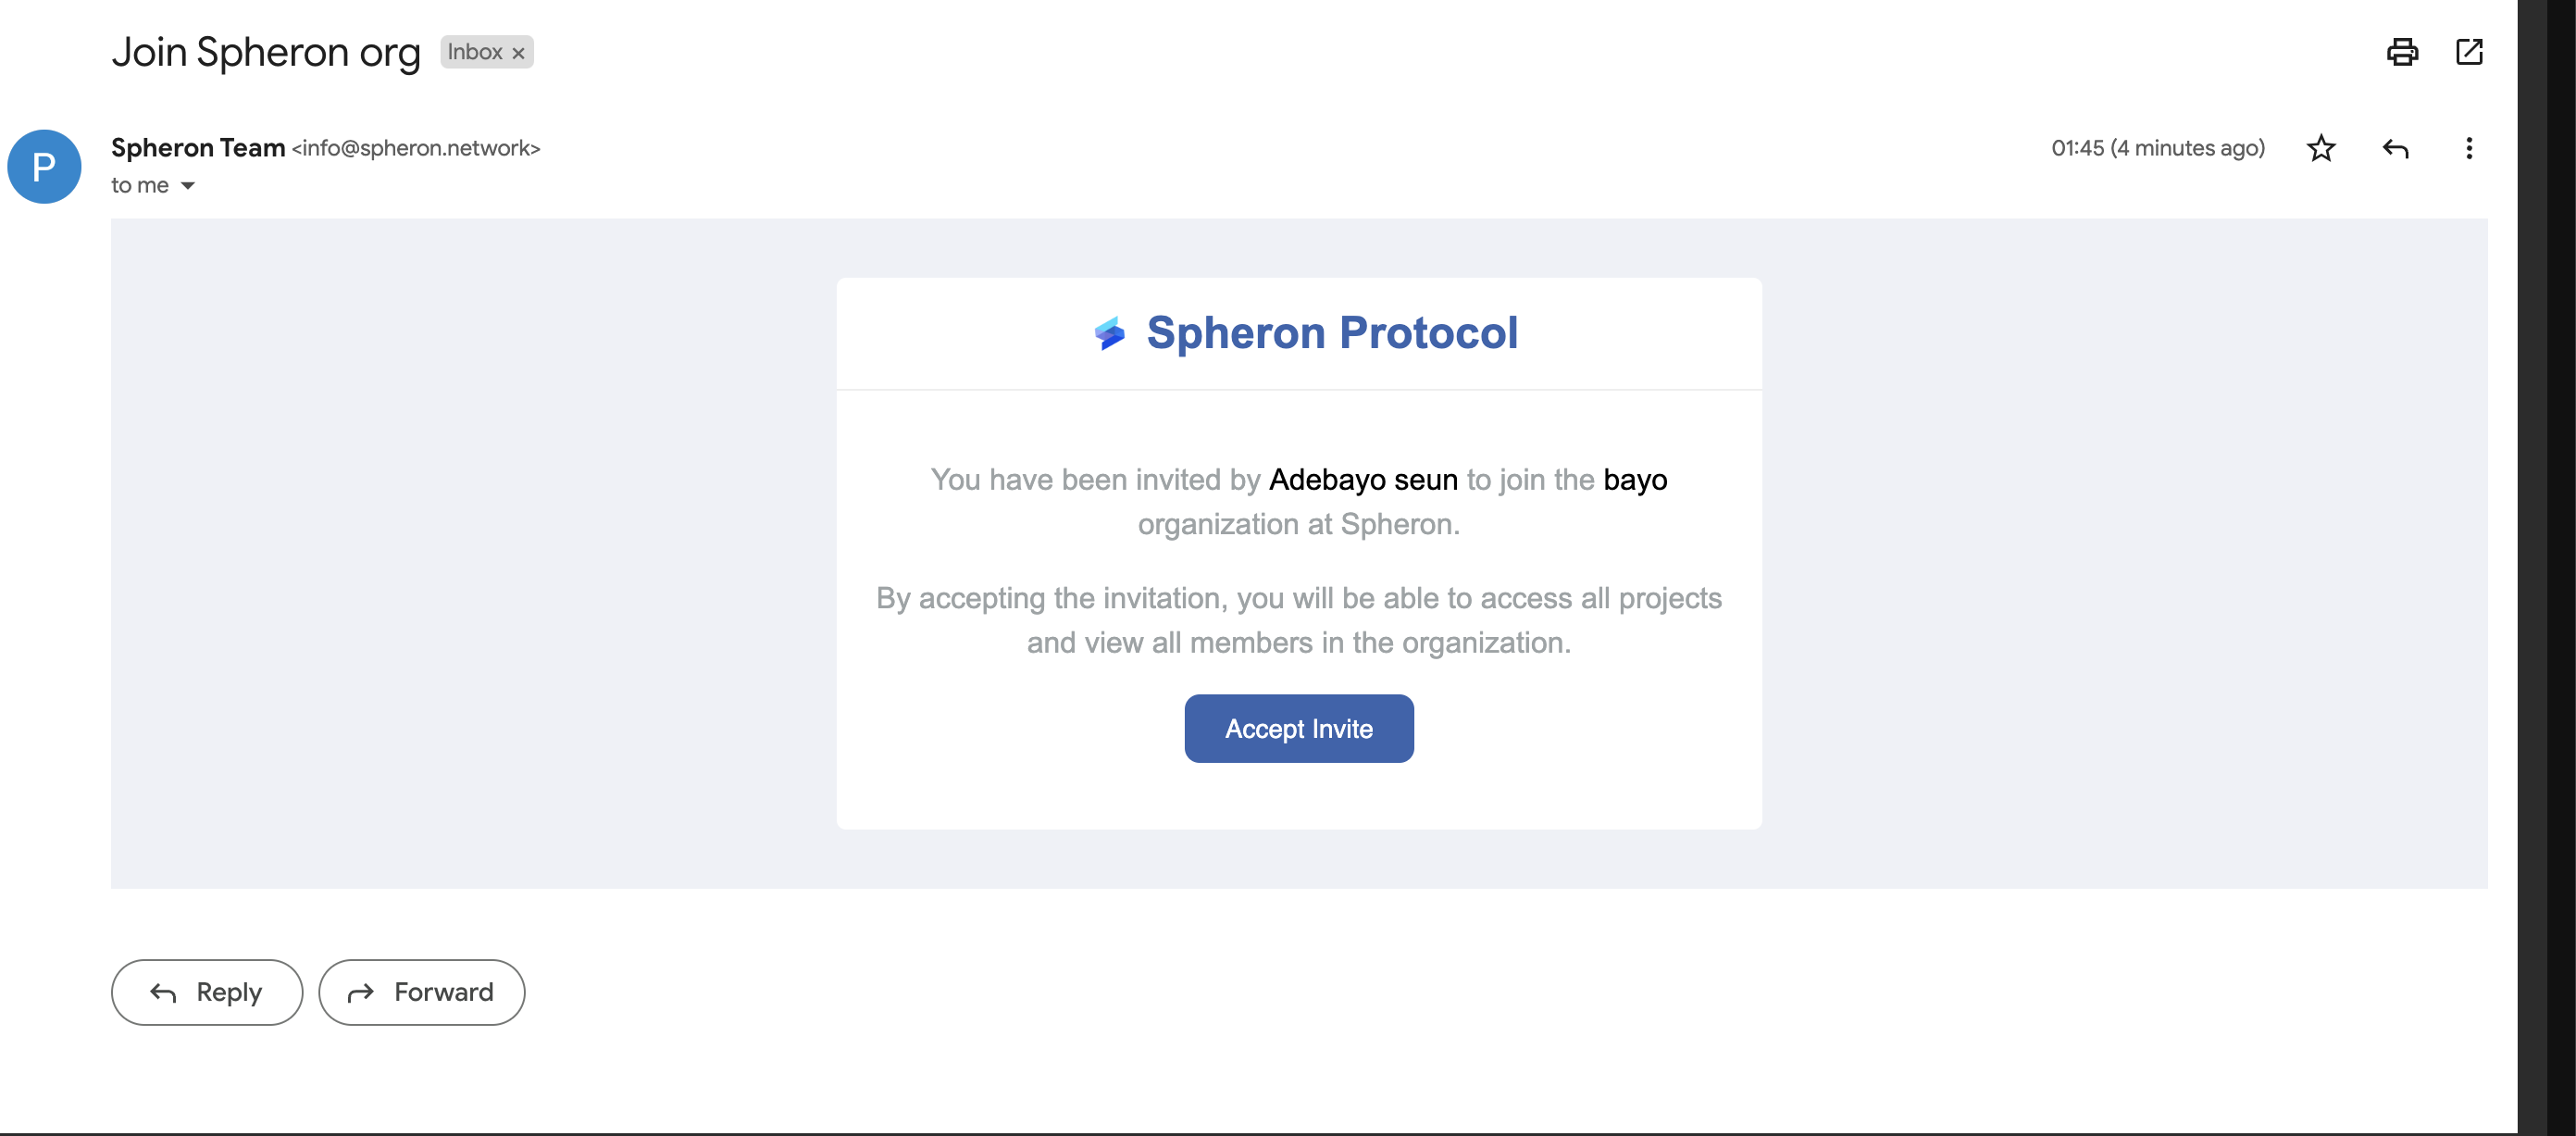 Join Spheron org Inbox ×
P
Spheron Team <info@spheron.network> 01:45 (4 minutes ago)
to me
Spheron Protocol
You have been invited by Adebayo seun to join the bayo
organization at Spheron.
By accepting the invitation, you will be able to access all projects
and view all members in the organization.
Accept Invite
Reply Forward